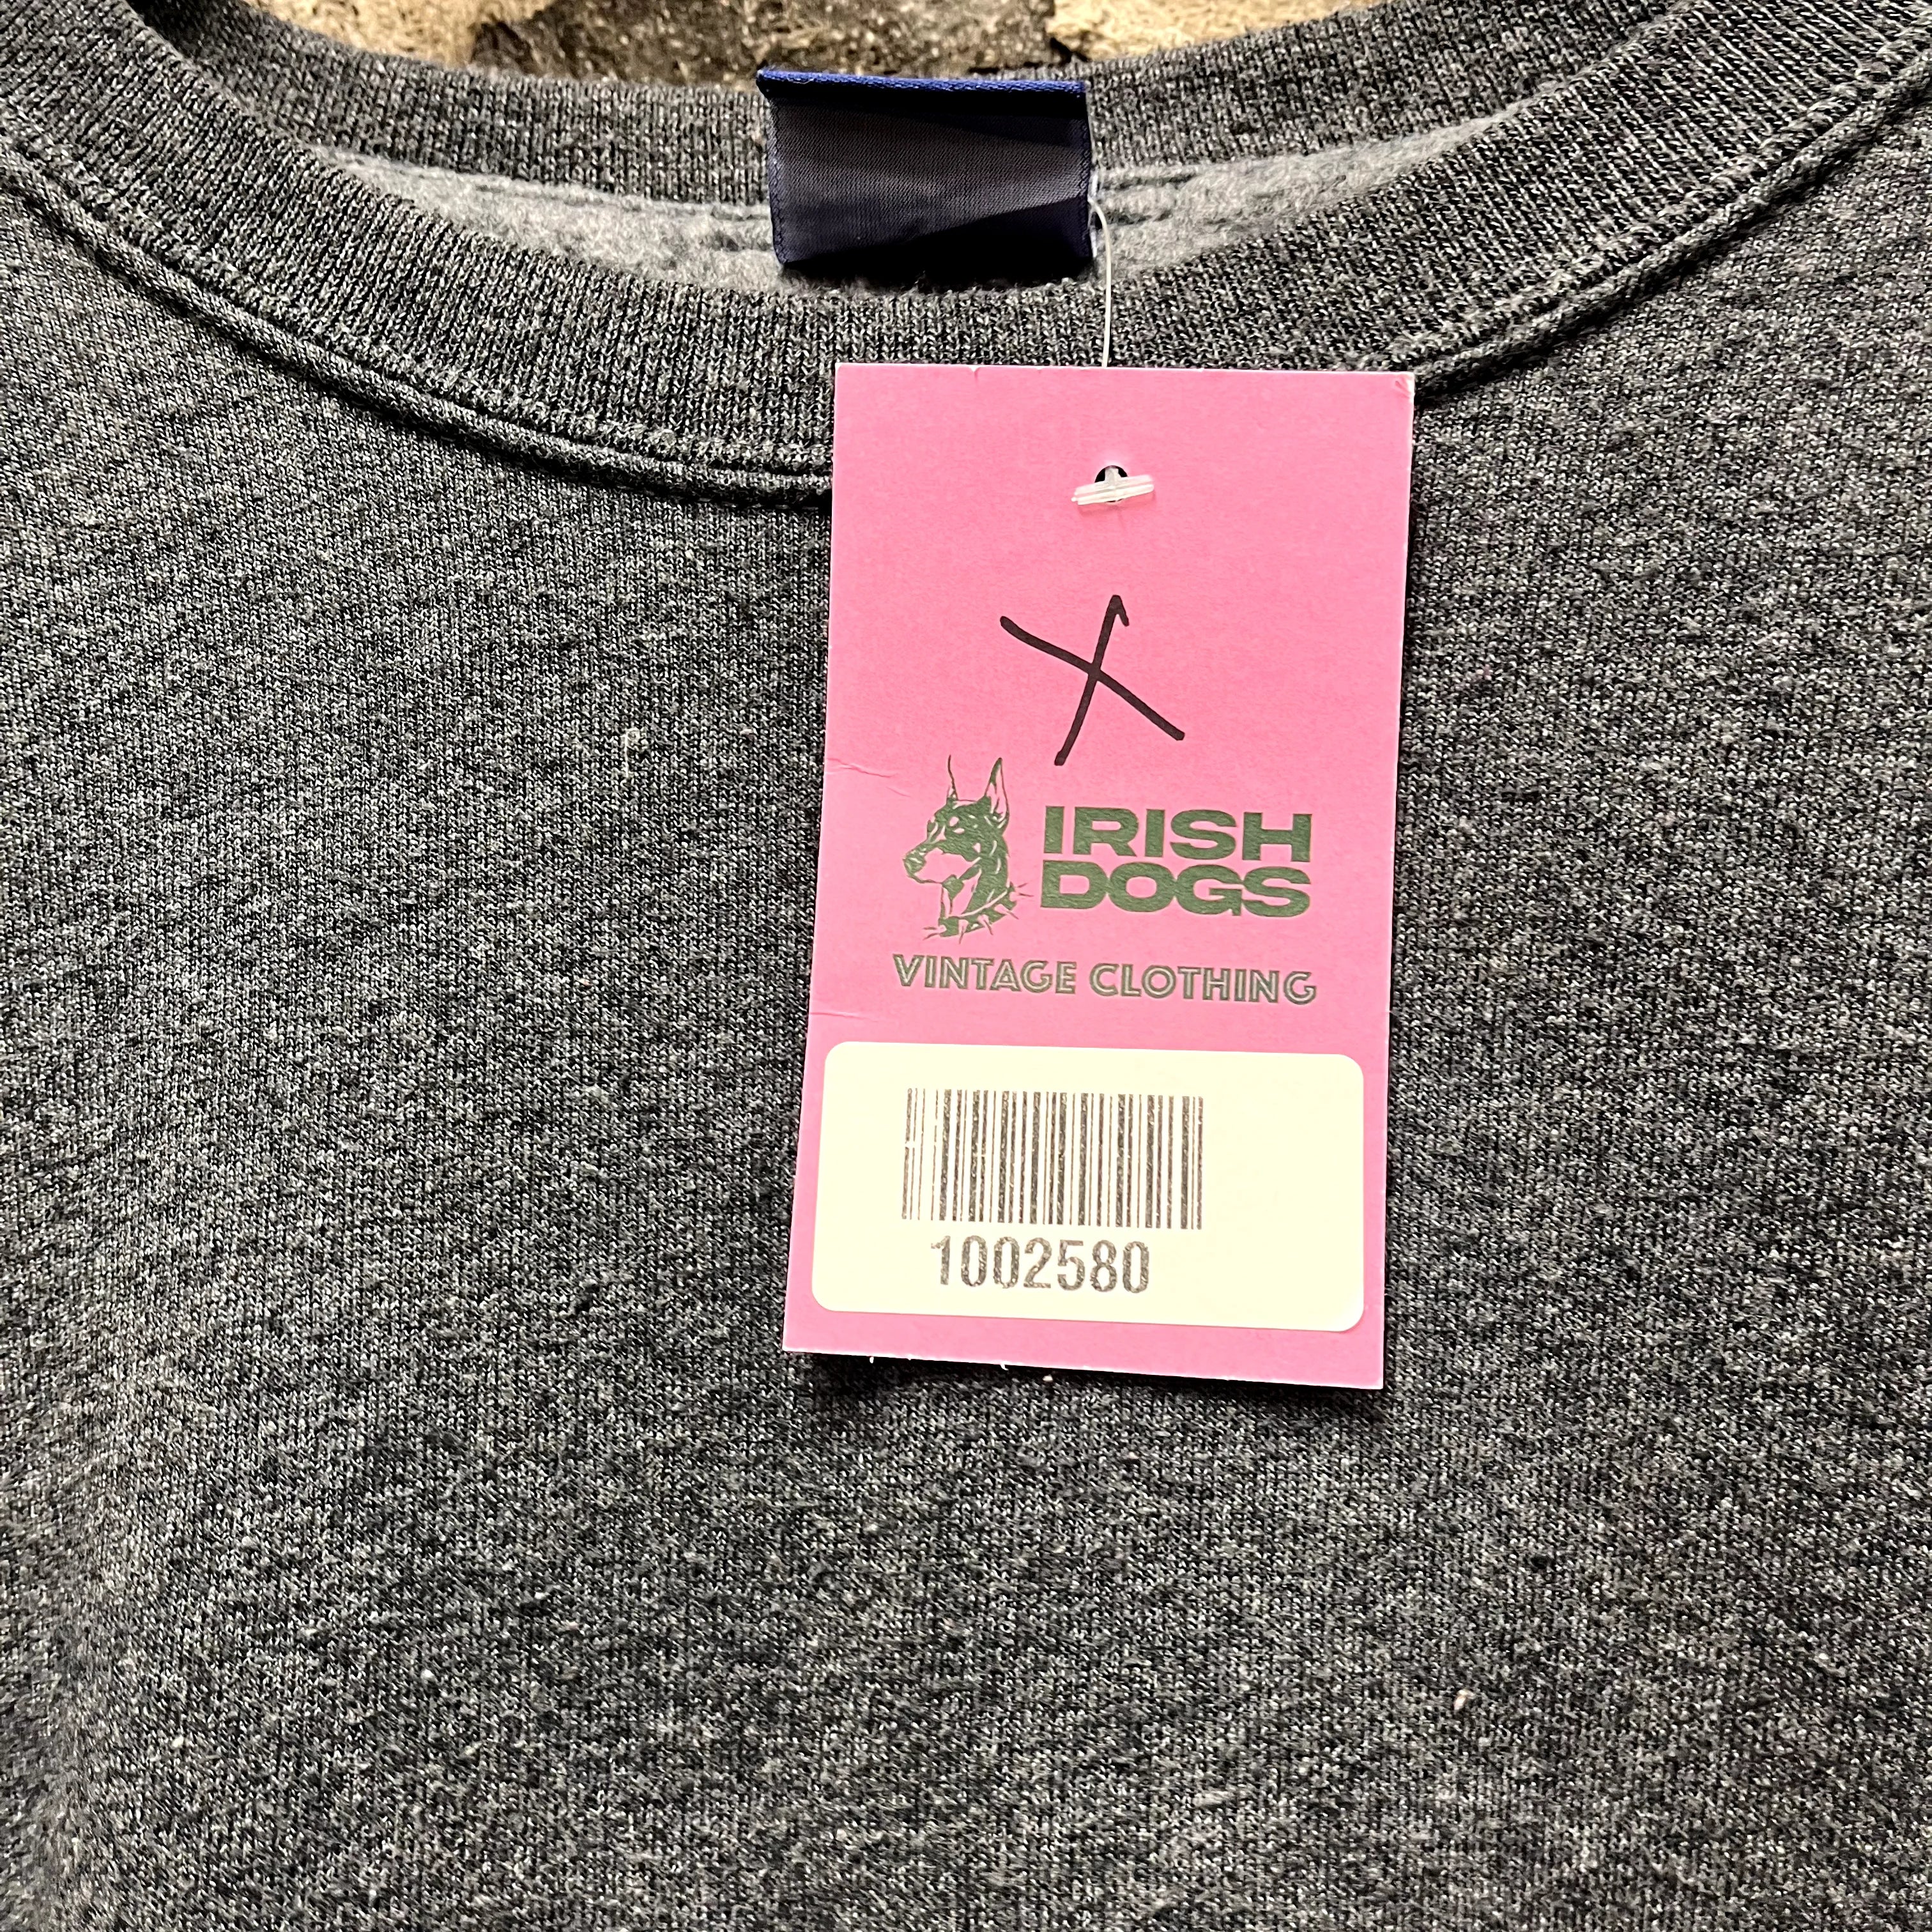 X
IRISH
DOGS
VINTAGE CLOTHING
1002580